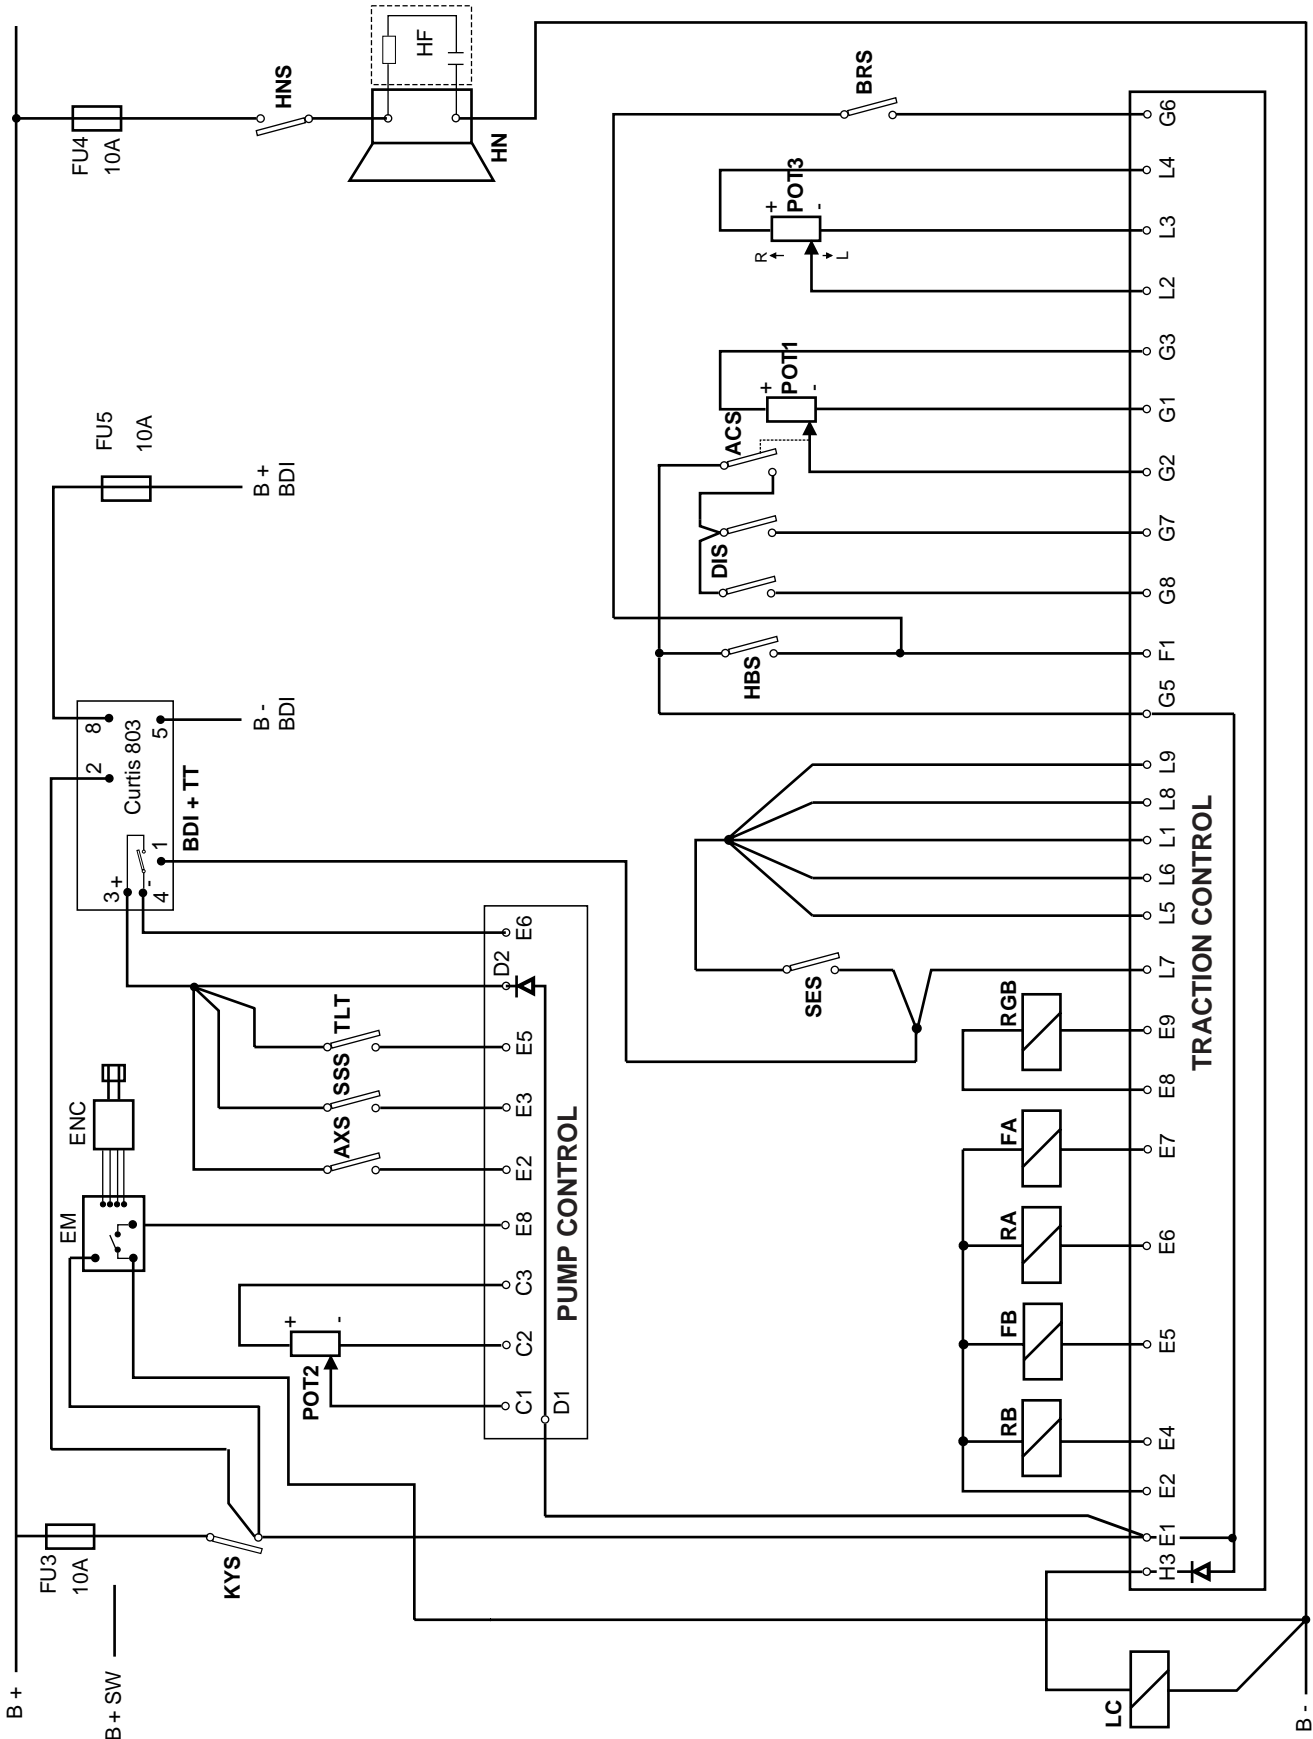 B +
B + SW
FU3
10A
KYS
EM
ENC
3 +
-
4
1
2
8
5
Curtis 803
BDI + TT
B -
BDI
B +
BDI
FU5
10A
FU4
10A
HNS
HF
HN
POT2
+
-
AXS
SSS
TLT
C1
C2
C3
E8
E2
E3
E5
D2
E6
D1
PUMP CONTROL
SES
HBS
DIS
ACS
POT1
+
-
POT3
+
-
R
L
BRS
LC
RB
FB
RA
FA
RGB
H3
E1
E2
E4
E5
E6
E7
E8
E9
L7
L5
L6
L1
L8
L9
G5
F1
G8
G7
G2
G1
G3
L2
L3
L4
G6
TRACTION CONTROL
B -